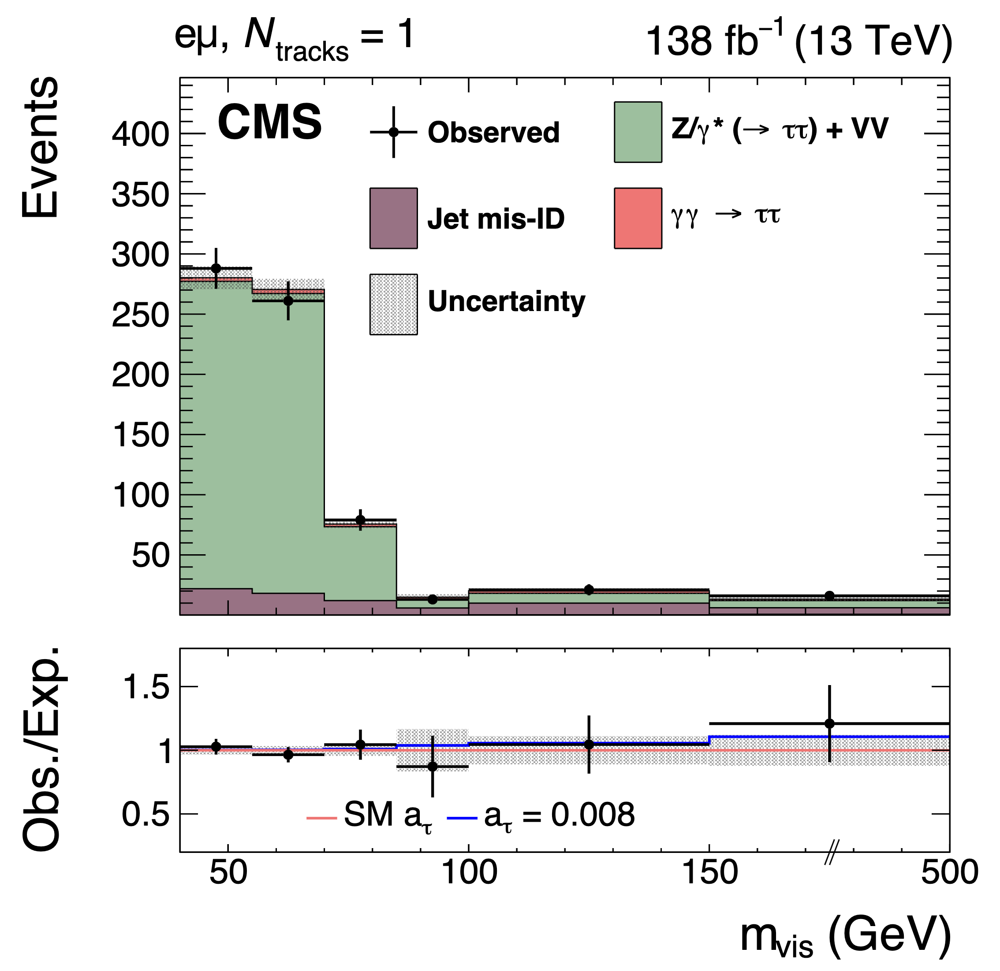 eμ, N_tracks = 1
138 fb⁻¹ (13 TeV)
Events
CMS
Observed
Z/γ* (→ ττ) + VV
Jet mis-ID
γγ → ττ
Uncertainty
400
350
300
250
200
150
100
50
Obs./Exp.
1.5
1
0.5
SM a_τ
a_τ = 0.008
50
100
150
500
m_vis (GeV)